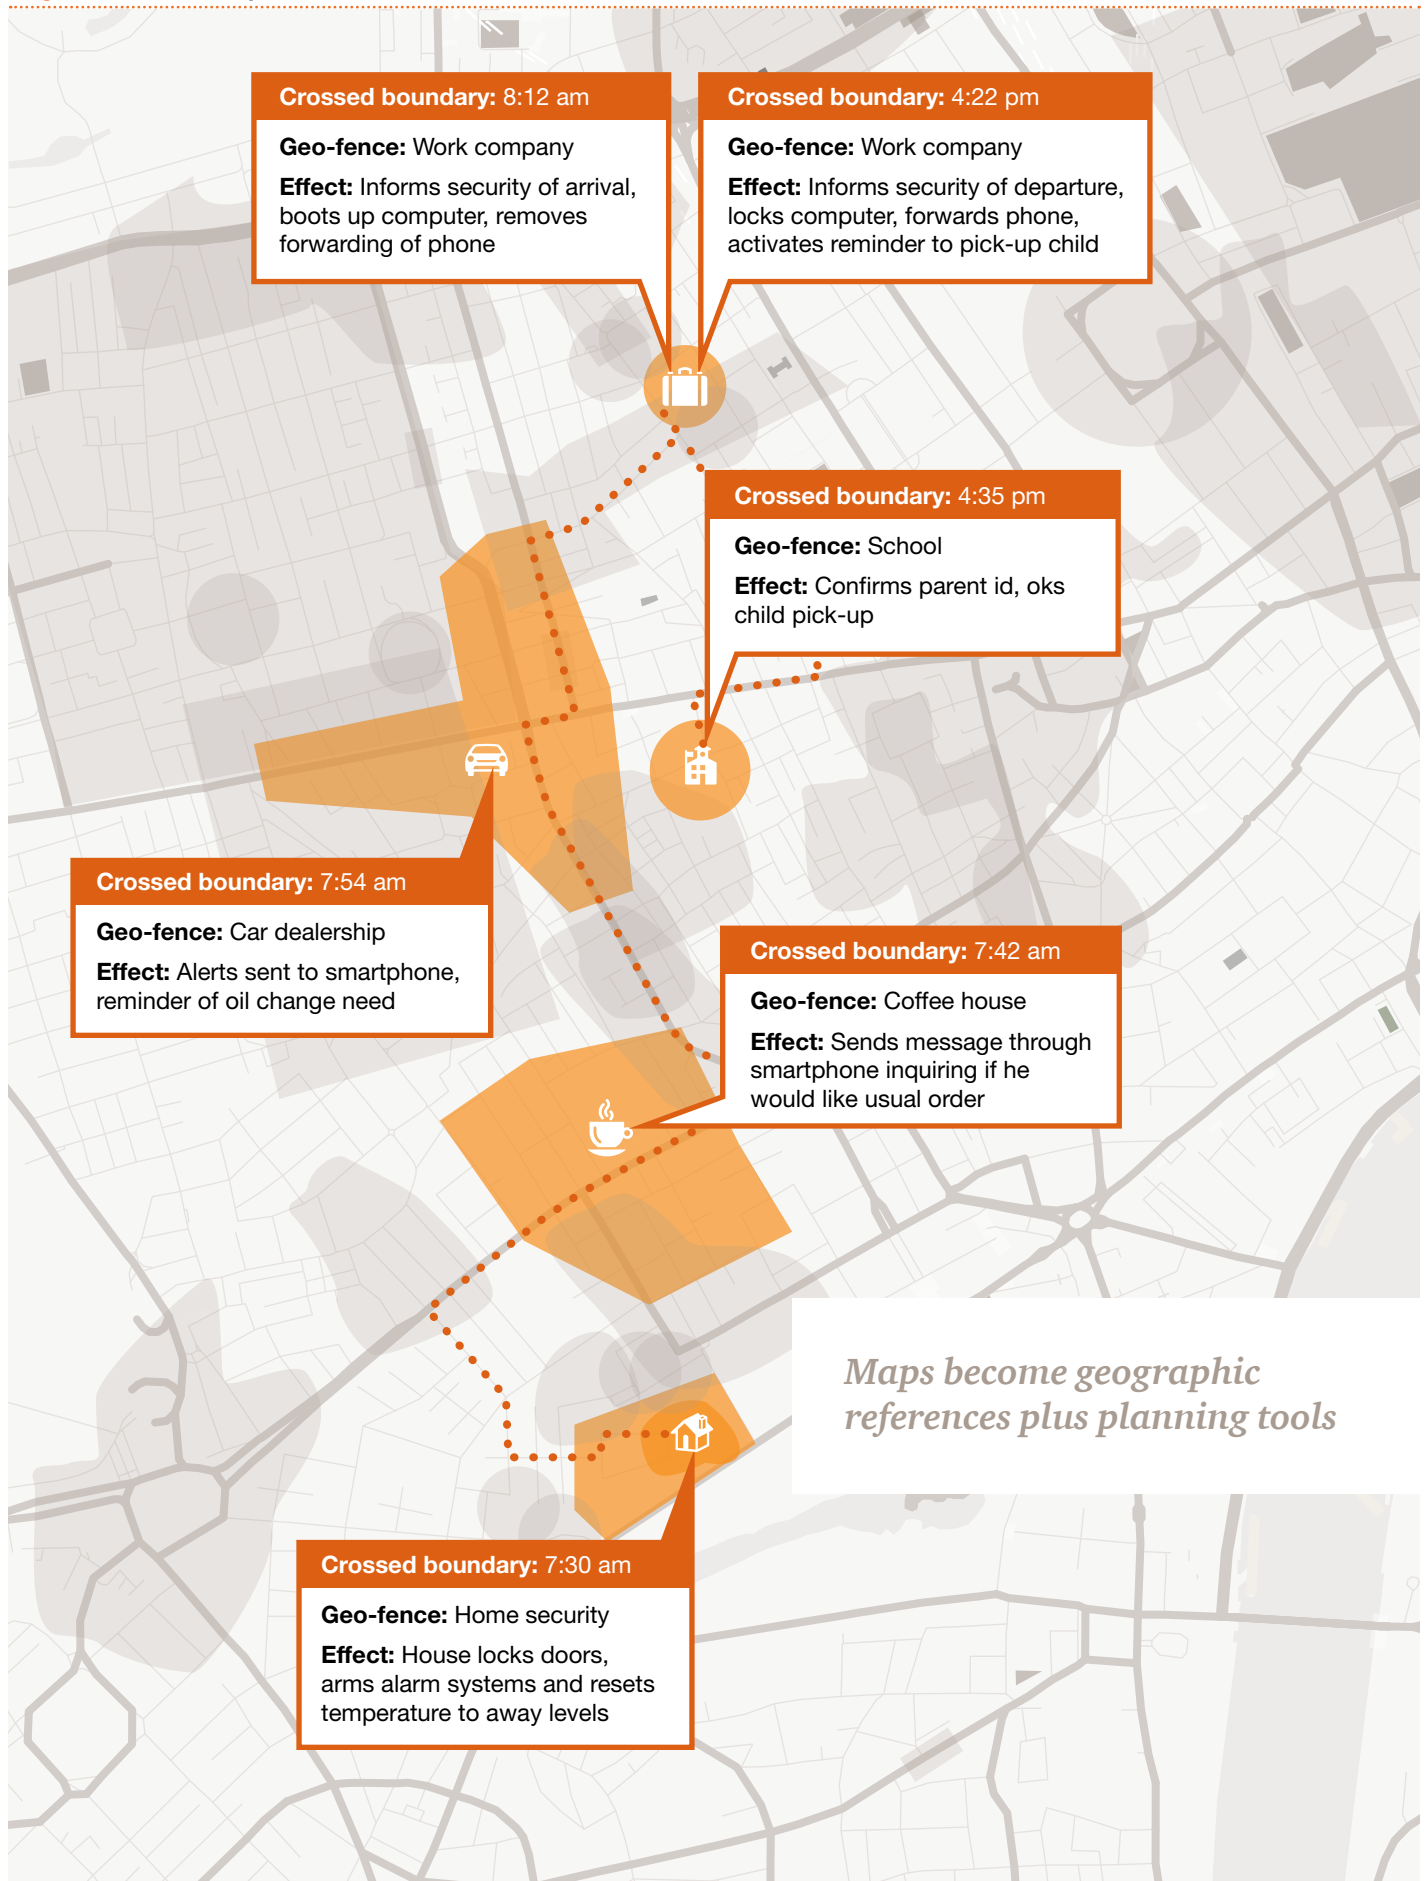 Crossed boundary: 8:12 am
Geo-fence: Work company
Effect: Informs security of arrival,
boots up computer, removes
forwarding of phone
Crossed boundary: 4:22 pm
Geo-fence: Work company
Effect: Informs security of departure,
locks computer, forwards phone,
activates reminder to pick-up child
Crossed boundary: 4:35 pm
Geo-fence: School
Effect: Confirms parent id, oks
child pick-up
Crossed boundary: 7:54 am
Geo-fence: Car dealership
Effect: Alerts sent to smartphone,
reminder of oil change need
Crossed boundary: 7:42 am
Geo-fence: Coffee house
Effect: Sends message through
smartphone inquiring if he
would like usual order
Maps become geographic
references plus planning tools
Crossed boundary: 7:30 am
Geo-fence: Home security
Effect: House locks doors,
arms alarm systems and resets
temperature to away levels